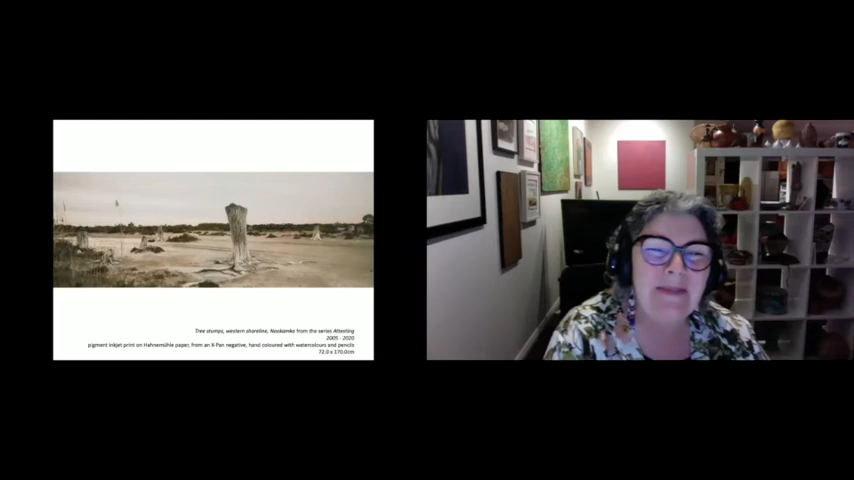 Tree stumps, western shoreline, Nookamka from the series Attesting
2005 - 2020
pigment inkjet print on Hahnemühle paper, from an X-Pan negative, hand coloured with watercolours and pencils
72.0 x 170.0cm